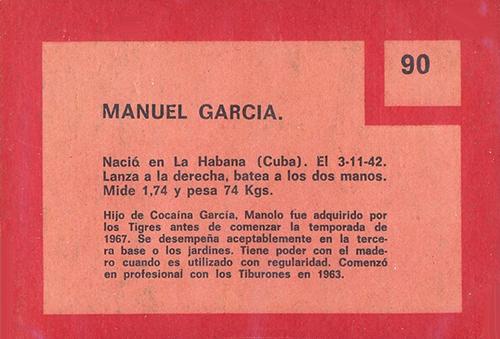 90
MANUEL GARCIA.
Nació en La Habana (Cuba). El 3-11-42.
Lanza a la derecha, batea a los dos manos.
Mide 1,74 y pesa 74 Kgs.
Hijo de Cocaína García, Manolo fue adquirido por
los Tigres antes de comenzar la temporada de
1967. Se desempeña aceptablemente en la terce-
ra base o los jardines. Tiene poder con el made-
ro cuando es utilizado con regularidad. Comenzó
en profesional con los Tiburones en 1963.